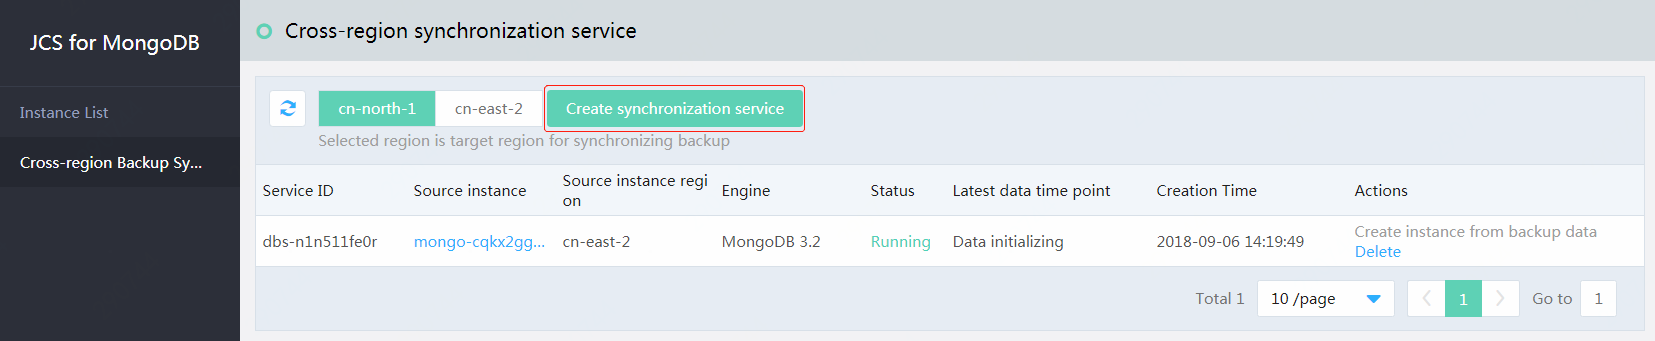 JCS for MongoDB
Instance List
Cross-region Backup Sy...
Cross-region synchronization service
cn-north-1 cn-east-2 Create synchronization service
Selected region is target region for synchronizing backup
Service ID Source instance Source instance regi
on Engine Status Latest data time point Creation Time Actions
dbs-n1n511fe0r mongo-cqkx2gg... cn-east-2 MongoDB 3.2 Running Data initializing 2018-09-06 14:19:49 Create instance from backup data
Delete
Total 1 10 /page 1 Go to 1